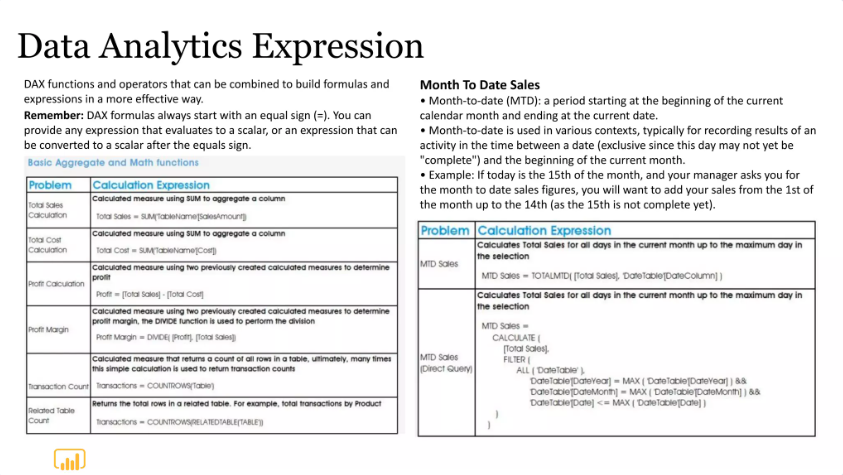 Data Analytics Expression
DAX functions and operators that can be combined to build formulas and
expressions in a more effective way.
Remember: DAX formulas always start with an equal sign (=). You can
provide any expression that evaluates to a scalar, or an expression that can
be converted to a scalar after the equals sign.
Basic Aggregate and Math functions
Problem Calculation Expression
Total Sales
Calculation
Calculated measure using SUM to aggregate a column
Total Sales = SUM(TableName[SalesAmount])
Total Cost
Calculation
Calculated measure using SUM to aggregate a column
Total Cost = SUM(TableName[Cost])
Profit Calculation
Calculated measure using two previously created calculated measures to determine
profit
Profit = [Total Sales] - [Total Cost]
Profit Margin
Calculated measure using two previously created calculated measures to determine
profit margin, the DIVIDE function is used to perform the division
Profit Margin = DIVIDE( [Profit], [Total Sales])
Transaction Count
Calculated measure that returns a count of all rows in a table, ultimately, many times
this simple calculation is used to return transaction counts
Transactions = COUNTROWS(Table)
Related Table
Count
Returns the total rows in a related table. For example, total transactions by Product
Transactions = COUNTROWS(RELATEDTABLE(TABLE))
Month To Date Sales
• Month-to-date (MTD): a period starting at the beginning of the current
calendar month and ending at the current date.
• Month-to-date is used in various contexts, typically for recording results of an
activity in the time between a date (exclusive since this day may not yet be
"complete") and the beginning of the current month.
• Example: If today is the 15th of the month, and your manager asks you for
the month to date sales figures, you will want to add your sales from the 1st of
the month up to the 14th (as the 15th is not complete yet).
Problem Calculation Expression
MTD Sales
Calculates Total Sales for all days in the current month up to the maximum day in
the selection
MTD Sales = TOTALMTD( [Total Sales], 'DateTable'[DateColumn] )
MTD Sales
(Direct Query)
Calculates Total Sales for all days in the current month up to the maximum day in
the selection
MTD Sales =
CALCULATE (
[Total Sales],
FILTER (
ALL ( 'DateTable' ),
'DateTable'[DateYear] = MAX ( 'DateTable'[DateYear] ) &&
'DateTable'[DateMonth] = MAX ( 'DateTable'[DateMonth] ) &&
'DateTable'[Date] <= MAX ( 'DateTable'[Date] )
)
)